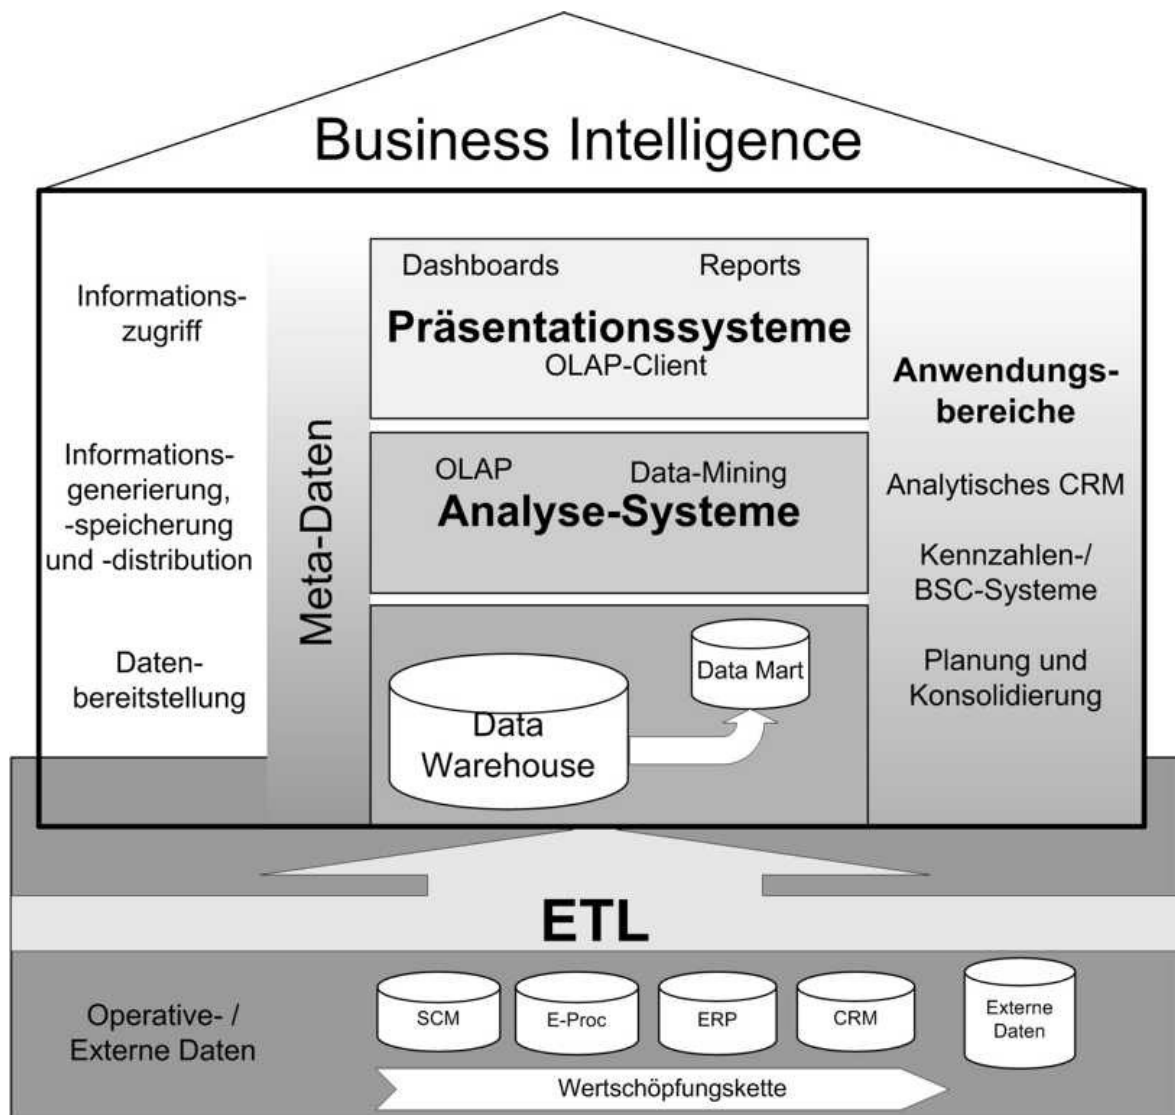 Business Intelligence
Informations-
zugriff
Informations-
generierung,
-speicherung
und -distribution
Daten-
bereitstellung
Meta-Daten
Dashboards Reports
Präsentationssysteme
OLAP-Client
OLAP Data-Mining
Analyse-Systeme
Data Mart
Data
Warehouse
Anwendungs-
bereiche
Analytisches CRM
Kennzahlen-/
BSC-Systeme
Planung und
Konsolidierung
ETL
Operative- /
Externe Daten
SCM E-Proc ERP CRM
Externe
Daten
Wertschöpfungskette